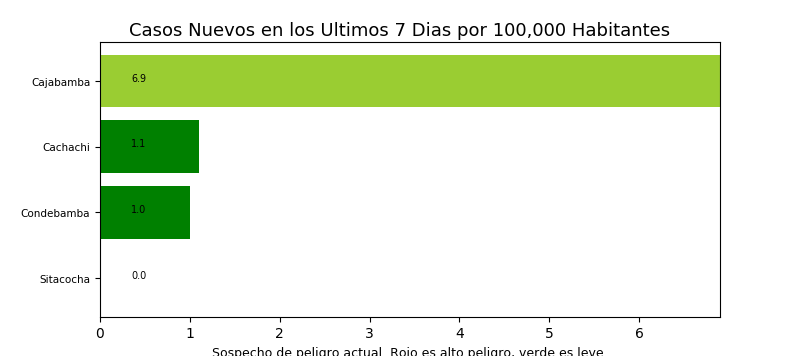 Casos Nuevos en los Ultimos 7 Dias por 100,000 Habitantes
Cajabamba 6.9
Cachachi 1.1
Condebamba 1.0
Sitacocha 0.0
0 1 2 3 4 5 6
Sospecho de peligro actual. Rojo es alto peligro, verde es leve